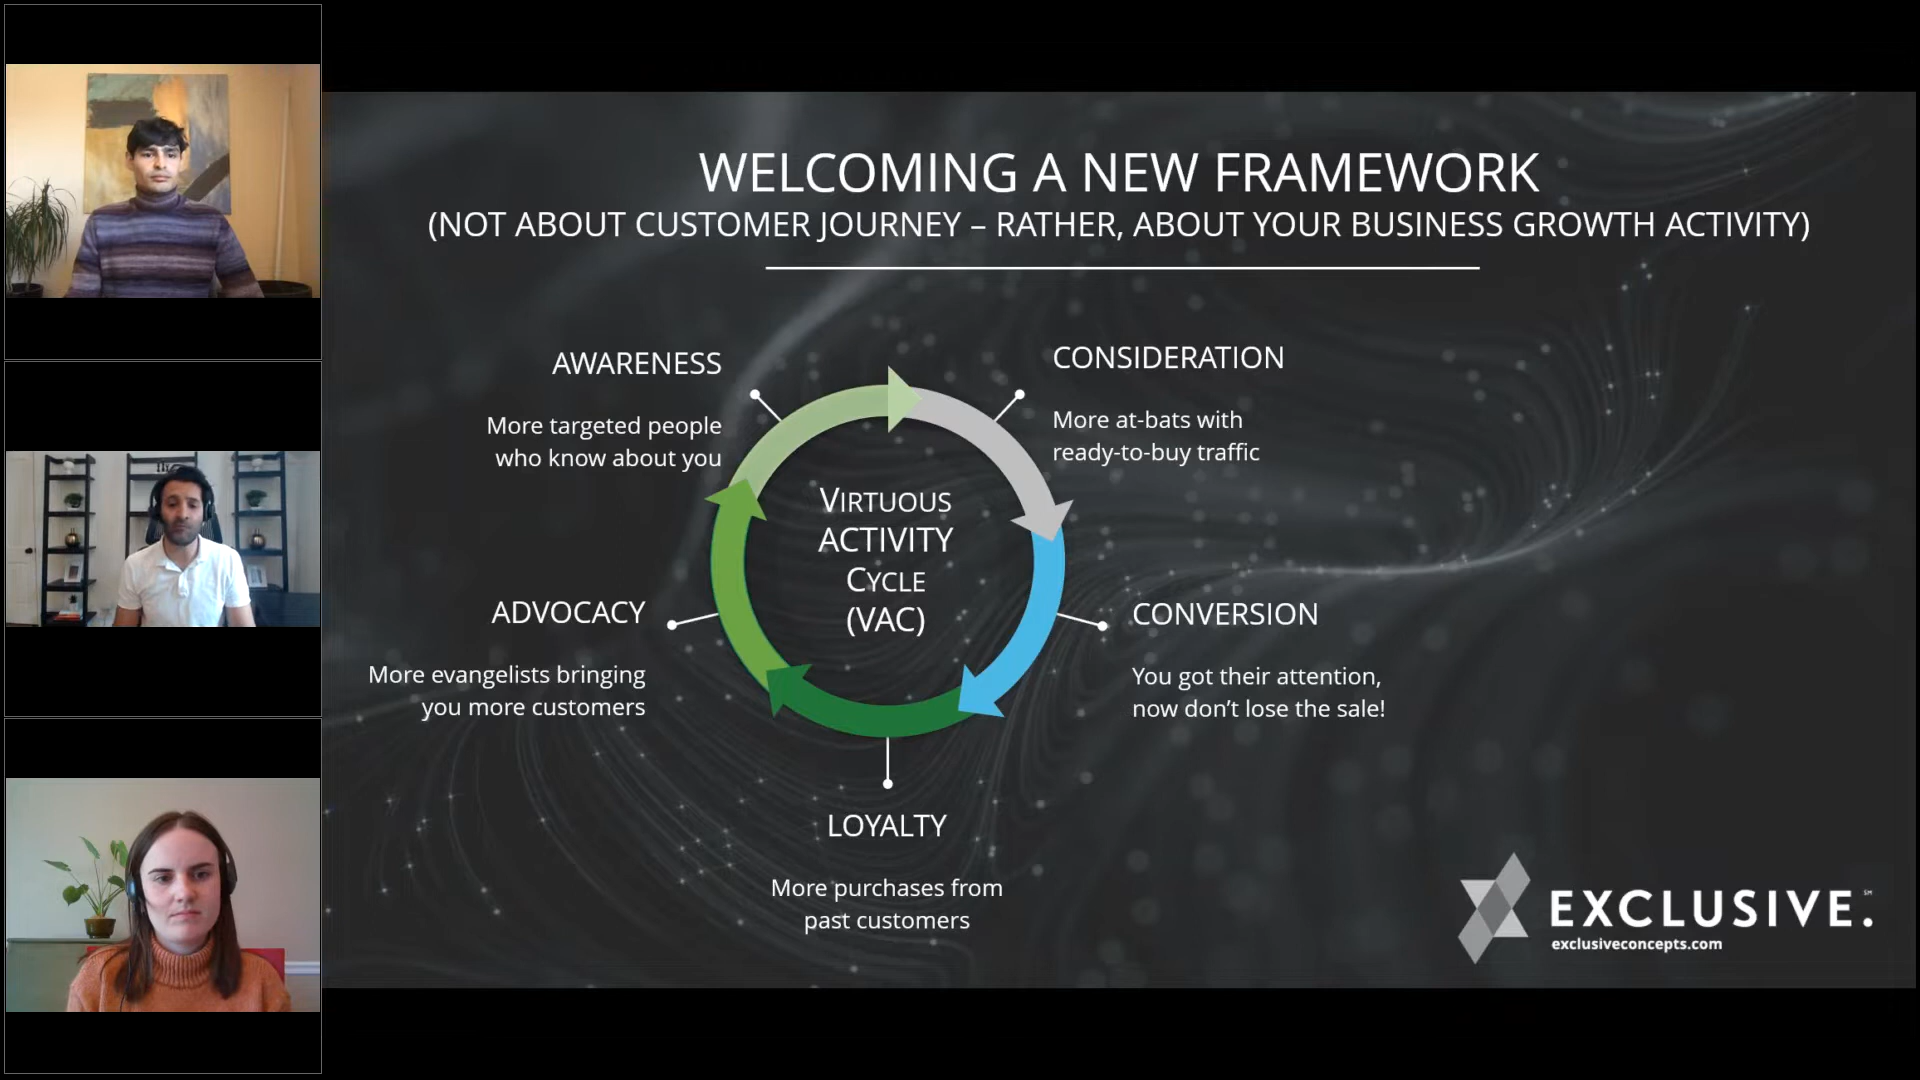 WELCOMING A NEW FRAMEWORK
(NOT ABOUT CUSTOMER JOURNEY – RATHER, ABOUT YOUR BUSINESS GROWTH ACTIVITY)
AWARENESS
More targeted people
who know about you
CONSIDERATION
More at-bats with
ready-to-buy traffic
VIRTUOUS
ACTIVITY
CYCLE
(VAC)
ADVOCACY
More evangelists bringing
you more customers
CONVERSION
You got their attention,
now don’t lose the sale!
LOYALTY
More purchases from
past customers
EXCLUSIVE. SM
exclusiveconcepts.com